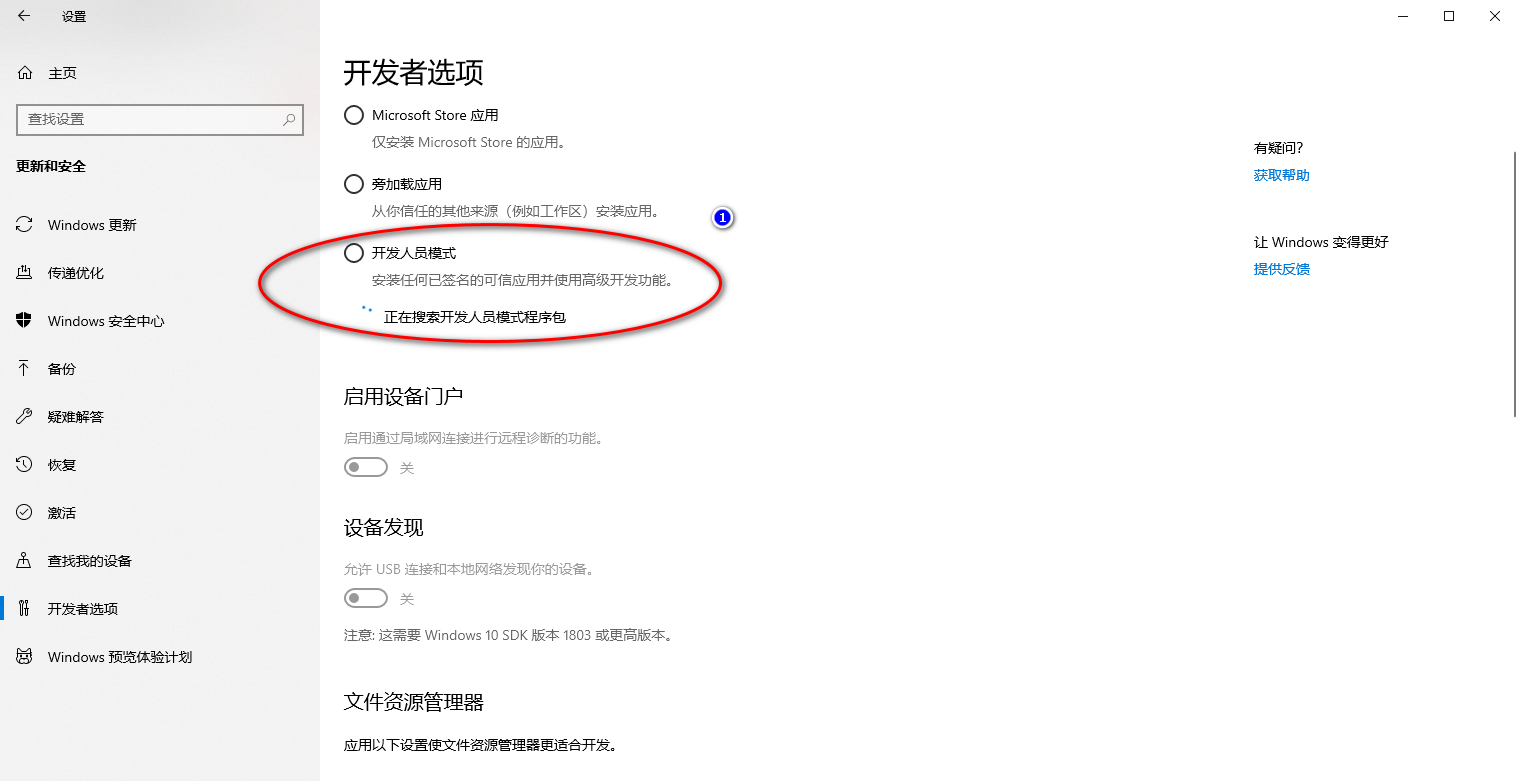 设置
主页
查找设置
更新和安全
Windows 更新
传递优化
Windows 安全中心
备份
疑难解答
恢复
激活
查找我的设备
开发者选项
Windows 预览体验计划
开发者选项
Microsoft Store 应用
仅安装 Microsoft Store 的应用。
旁加载应用
从你信任的其他来源（例如工作区）安装应用。
1
开发人员模式
安装任何已签名的可信应用并使用高级开发功能。
正在搜索开发人员模式程序包
启用设备门户
启用通过局域网连接进行远程诊断的功能。
关
设备发现
允许 USB 连接和本地网络发现你的设备。
关
注意: 这需要 Windows 10 SDK 版本 1803 或更高版本。
文件资源管理器
应用以下设置使文件资源管理器更适合开发。
有疑问?
获取帮助
让 Windows 变得更好
提供反馈